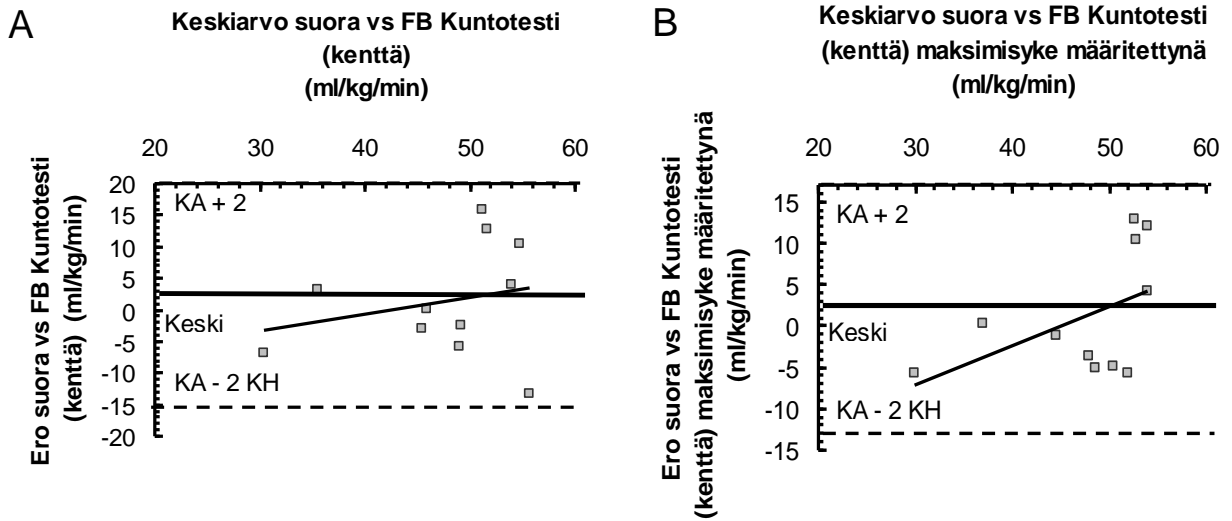 A
Keskiarvo suora vs FB Kuntotesti
(kenttä)
(ml/kg/min)
20 30 40 50 60
20
15
10
5
0
-5
-10
-15
-20
KA + 2
Keski
KA - 2 KH
Ero suora vs FB Kuntotesti
(kenttä) (ml/kg/min)
B
Keskiarvo suora vs FB Kuntotesti
(kenttä) maksimisyke määritettynä
(ml/kg/min)
20 30 40 50 60
15
10
5
0
-5
-10
-15
KA + 2
Keski
KA - 2 KH
Ero suora vs FB Kuntotesti
(kenttä) maksimisyke määritettynä
(ml/kg/min)